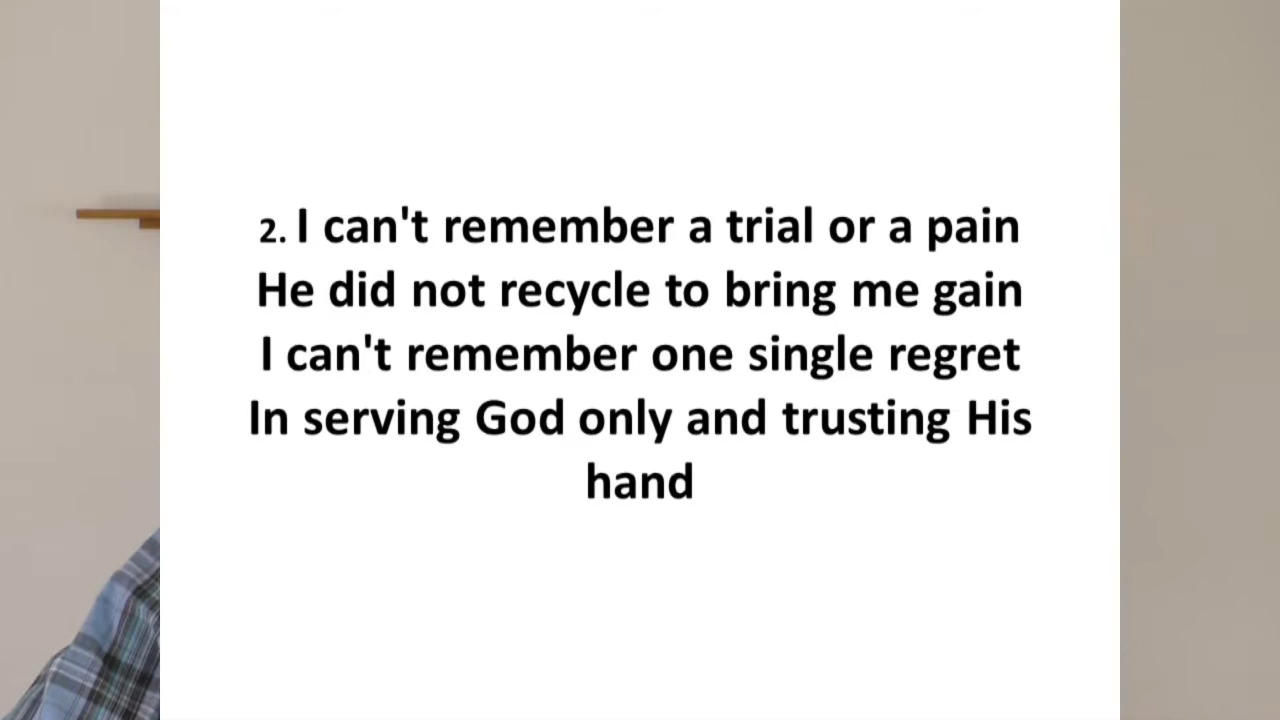 2. I can't remember a trial or a pain
He did not recycle to bring me gain
I can't remember one single regret
In serving God only and trusting His
hand